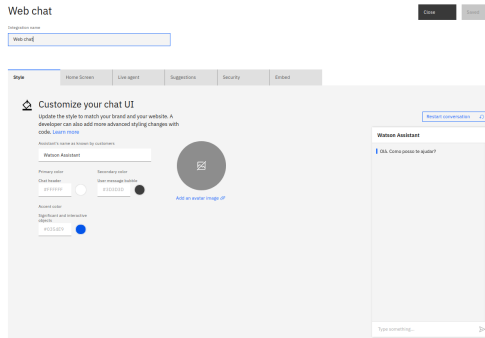 Web chat
Close
Saved
Integration name
Web chat
Style
Home Screen
Live agent
Suggestions
Security
Embed
Customize your chat UI
Update the style to match your brand and your website. A
developer can also add more advanced styling changes with
code. Learn more
Assistant's name as known by customers
Watson Assistant
Primary color
Secondary color
Chat header
User message bubble
#FFFFFF
#3D3D3D
Add an avatar image
Accent color
Significant and interactive
objects
Restart conversation
Watson Assistant
Olá. Como posso te ajudar?
Type something...